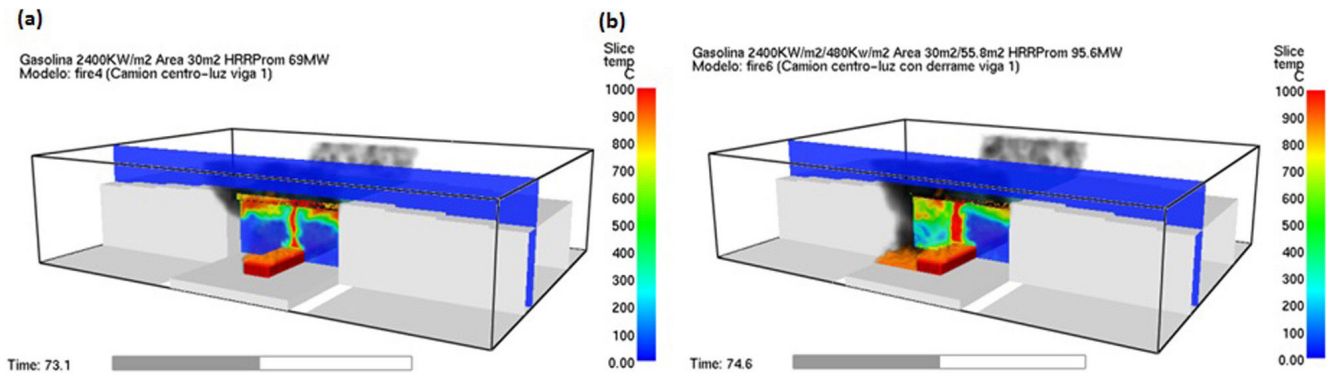 (a)
Gasolina 2400KW/m2 Area 30m2 HRRProm 69MW
Modelo: fire4 (Camion centro-luz viga 1)
Slice
temp
C
1000
900
800
700
600
500
400
300
200
100
0.00
Time: 73.1
(b)
Gasolina 2400KW/m2/480Kw/m2 Area 30m2/55.8m2 HRRProm 95.6MW
Modelo: fire6 (Camion centro-luz con derrame viga 1)
Slice
temp
C
1000
900
800
700
600
500
400
300
200
100
0.00
Time: 74.6